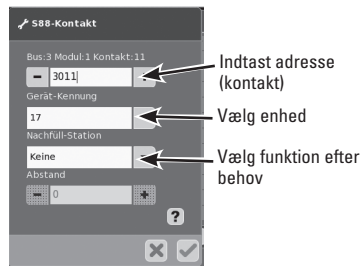 S88-Kontakt
Bus:3 Modul:1 Kontakt:11
- 3011
Indtast adresse
(kontakt)
Gerät-Kennung
17
Vælg enhed
Nachfüll-Station
Keine
Vælg funktion efter
behov
Abstand
- 0 +
?